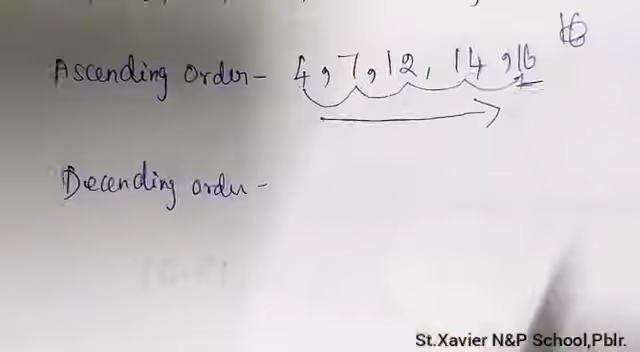 16
Ascending Order- 4, 7, 12, 14, 16
Decending order-
St.Xavier N&P School,Pblr.